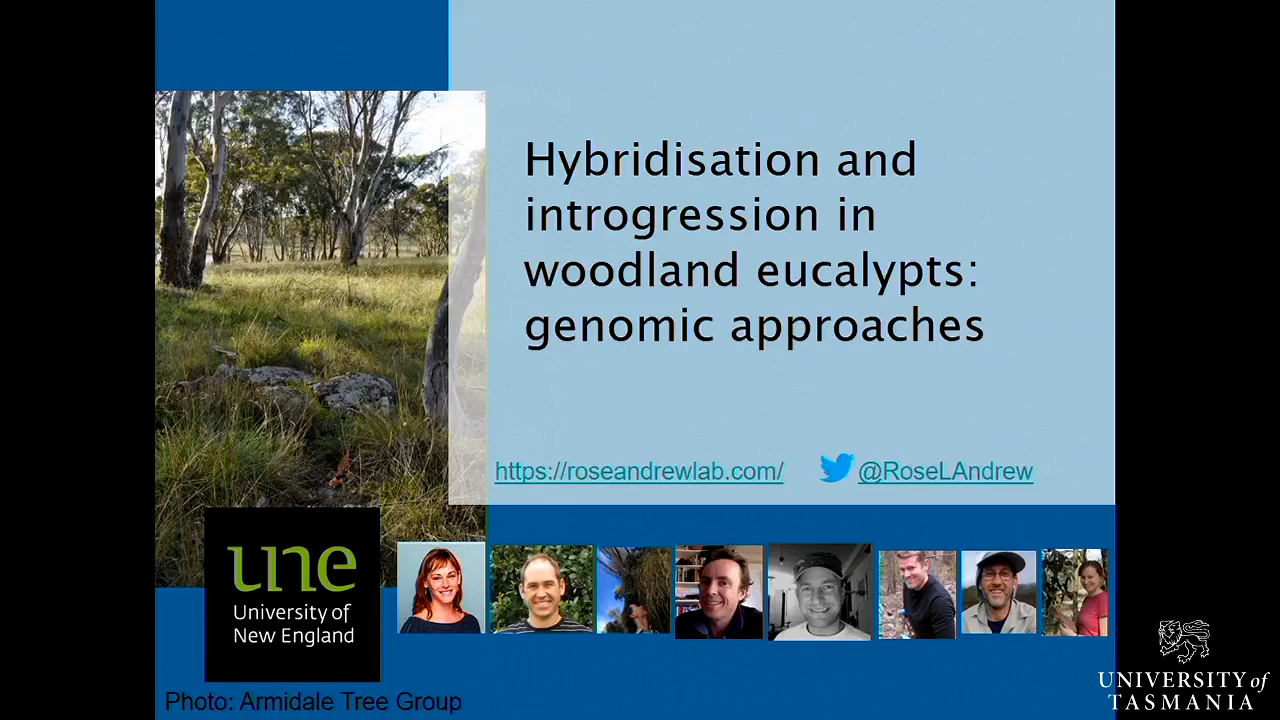 Hybridisation and
introgression in
woodland eucalypts:
genomic approaches
https://roseandrewlab.com/
@RoseLAndrew
une
University of
New England
Photo: Armidale Tree Group
UNIVERSITY of
TASMANIA